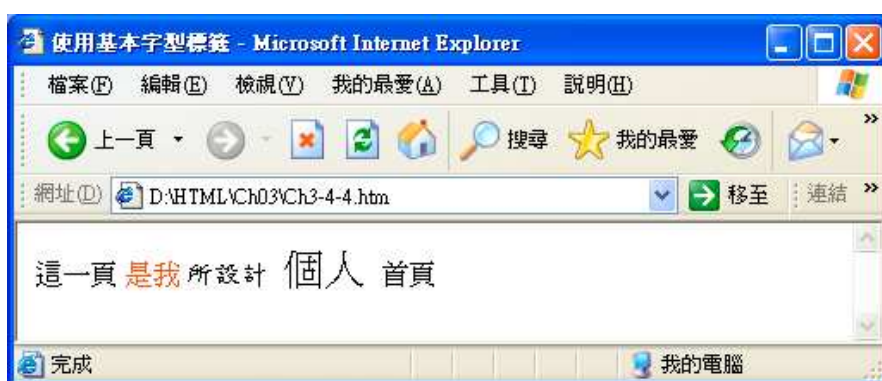 使用基本字型標籤 - Microsoft Internet Explorer
檔案(F) 編輯(E) 檢視(V) 我的最愛(A) 工具(T) 說明(H)
上一頁 搜尋 我的最愛 »
網址(D) D:\HTML\Ch03\Ch3-4-4.htm 移至 連結 »
這一頁 是我 所設計 個人 首頁
完成 我的電腦